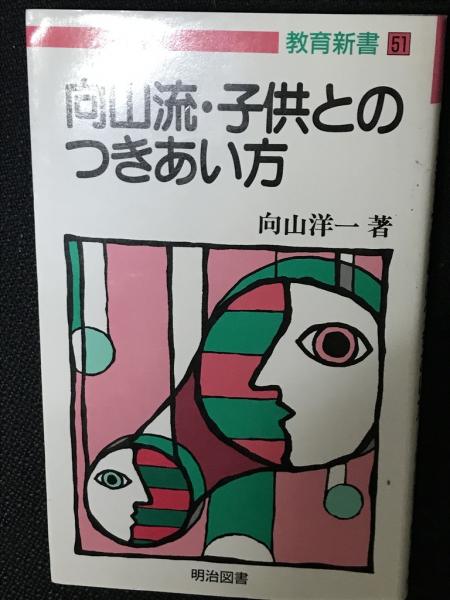 教育新書 51
向山流・子供との
つきあい方
向山洋一 著
明治図書